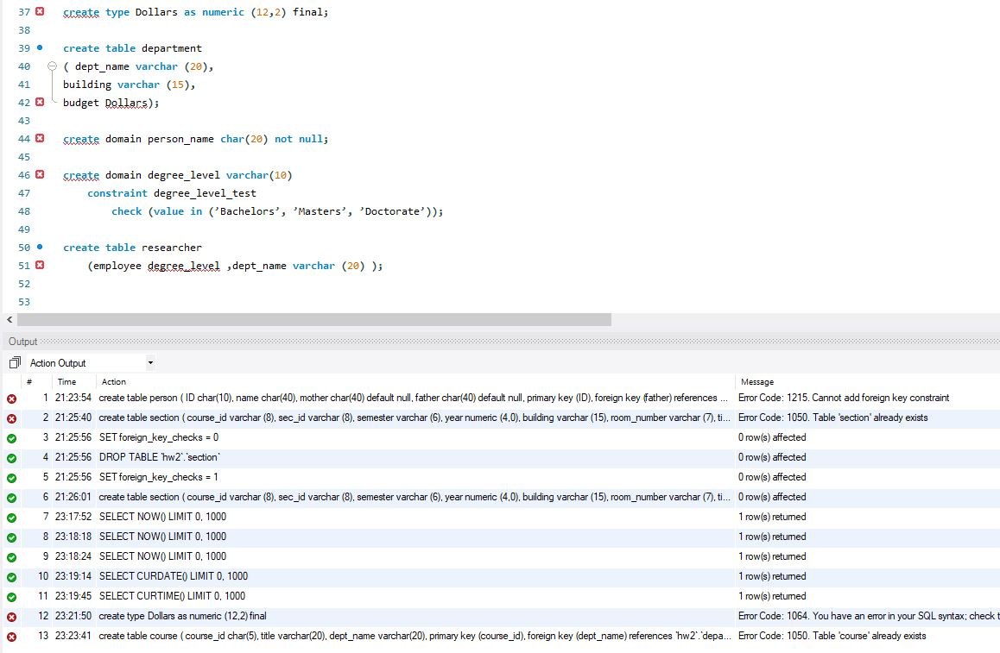 37 create type Dollars as numeric (12,2) final;
38
39 create table department
40 ( dept_name varchar (20),
41 building varchar (15),
42 budget Dollars);
43
44 create domain person_name char(20) not null;
45
46 create domain degree_level varchar(10)
47 constraint degree_level_test
48 check (value in (’Bachelors’, ’Masters’, ’Doctorate’));
49
50 create table researcher
51 (employee degree_level ,dept_name varchar (20) );
52
53
Output
Action Output
# Time Action Message
1 21:23:54 create table person ( ID char(10), name char(40), mother char(40) default null, father char(40) default null, primary key (ID), foreign key (father) references ... Error Code: 1215. Cannot add foreign key constraint
2 21:25:40 create table section ( course_id varchar (8), sec_id varchar (8), semester varchar (6), year numeric (4,0), building varchar (15), room_number varchar (7), ti... Error Code: 1050. Table 'section' already exists
3 21:25:56 SET foreign_key_checks = 0 0 row(s) affected
4 21:25:56 DROP TABLE `hw2`.`section` 0 row(s) affected
5 21:25:56 SET foreign_key_checks = 1 0 row(s) affected
6 21:26:01 create table section ( course_id varchar (8), sec_id varchar (8), semester varchar (6), year numeric (4,0), building varchar (15), room_number varchar (7), ti... 0 row(s) affected
7 23:17:52 SELECT NOW() LIMIT 0, 1000 1 row(s) returned
8 23:18:18 SELECT NOW() LIMIT 0, 1000 1 row(s) returned
9 23:18:24 SELECT NOW() LIMIT 0, 1000 1 row(s) returned
10 23:19:14 SELECT CURDATE() LIMIT 0, 1000 1 row(s) returned
11 23:19:45 SELECT CURTIME() LIMIT 0, 1000 1 row(s) returned
12 23:21:50 create type Dollars as numeric (12,2) final Error Code: 1064. You have an error in your SQL syntax; check t
13 23:23:41 create table course ( course_id char(5), title varchar(20), dept_name varchar(20), primary key (course_id), foreign key (dept_name) references `hw2`.`depa... Error Code: 1050. Table 'course' already exists